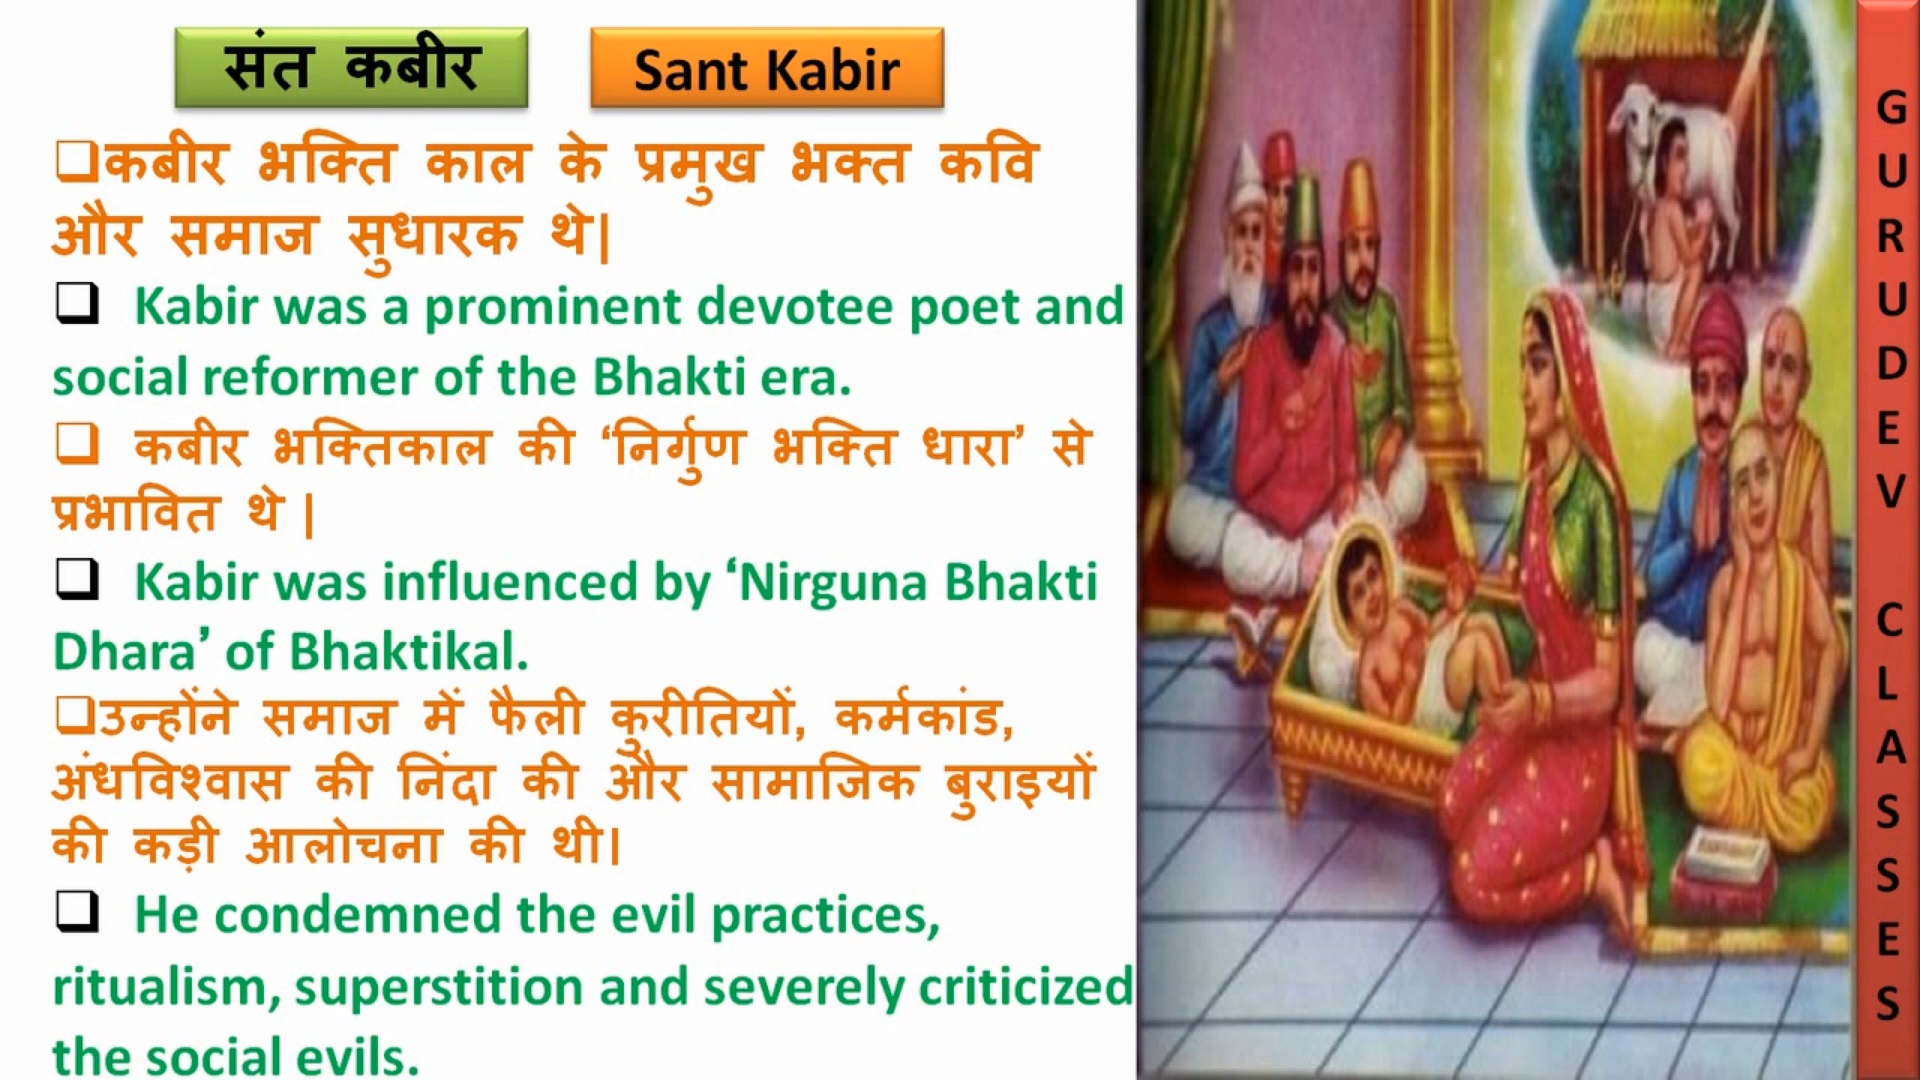 संत कबीर
Sant Kabir
❑कबीर भक्ति काल के प्रमुख भक्त कवि
और समाज सुधारक थे|
❑ Kabir was a prominent devotee poet and
social reformer of the Bhakti era.
❑ कबीर भक्तिकाल की ‘निर्गुण भक्ति धारा’ से
प्रभावित थे |
❑ Kabir was influenced by ‘Nirguna Bhakti
Dhara’ of Bhaktikal.
❑उन्होंने समाज में फैली कुरीतियों, कर्मकांड,
अंधविश्वास की निंदा की और सामाजिक बुराइयों
की कड़ी आलोचना की थी।
❑ He condemned the evil practices,
ritualism, superstition and severely criticized
the social evils.
GURUDEV CLASSES